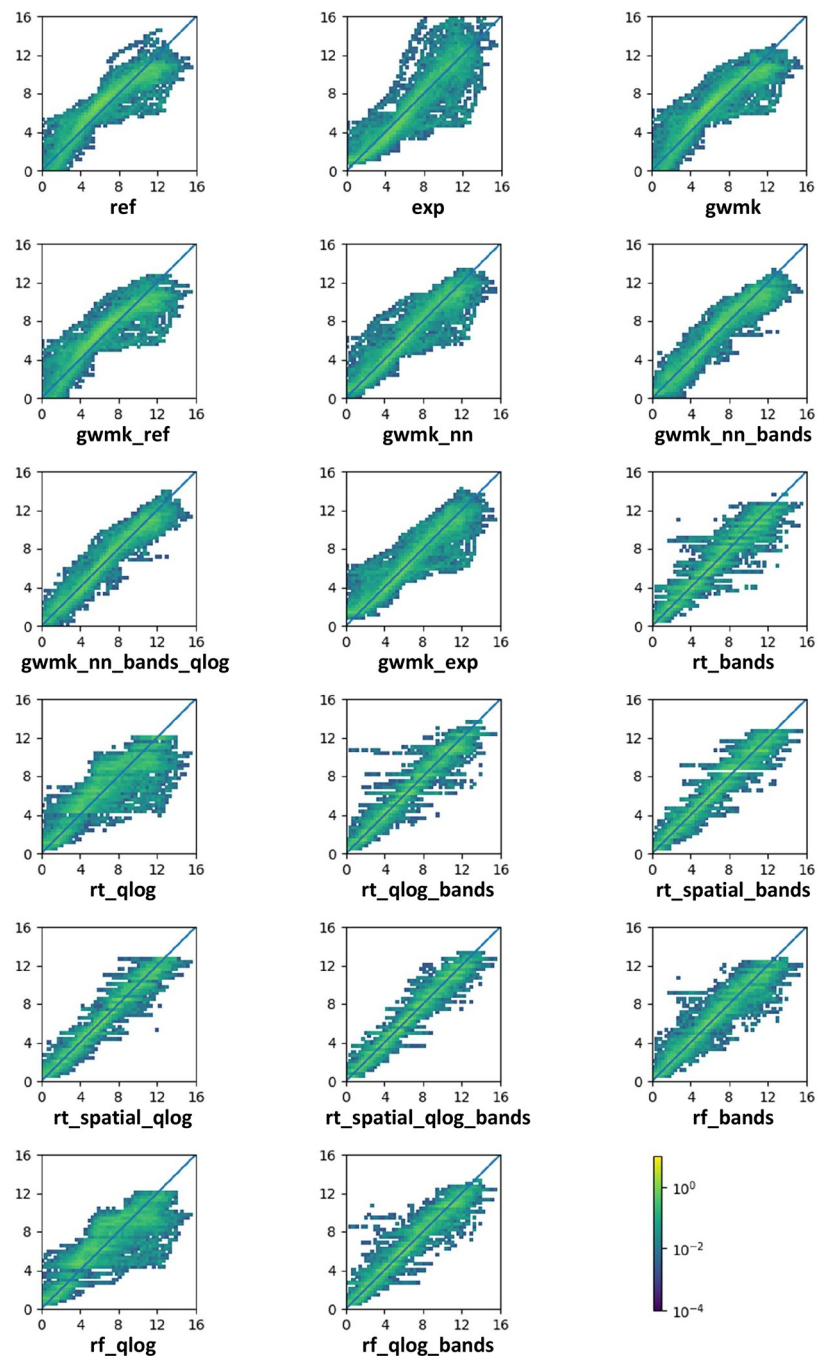 16
12
8
4
0
0 4 8 12 16
ref
16
12
8
4
0
0 4 8 12 16
exp
16
12
8
4
0
0 4 8 12 16
gwmk
16
12
8
4
0
0 4 8 12 16
gwmk_ref
16
12
8
4
0
0 4 8 12 16
gwmk_nn
16
12
8
4
0
0 4 8 12 16
gwmk_nn_bands
16
12
8
4
0
0 4 8 12 16
gwmk_nn_bands_qlog
16
12
8
4
0
0 4 8 12 16
gwmk_exp
16
12
8
4
0
0 4 8 12 16
rt_bands
16
12
8
4
0
0 4 8 12 16
rt_qlog
16
12
8
4
0
0 4 8 12 16
rt_qlog_bands
16
12
8
4
0
0 4 8 12 16
rt_spatial_bands
16
12
8
4
0
0 4 8 12 16
rt_spatial_qlog
16
12
8
4
0
0 4 8 12 16
rt_spatial_qlog_bands
16
12
8
4
0
0 4 8 12 16
rf_bands
16
12
8
4
0
0 4 8 12 16
rf_qlog
16
12
8
4
0
0 4 8 12 16
rf_qlog_bands
10⁰
10⁻²
10⁻⁴